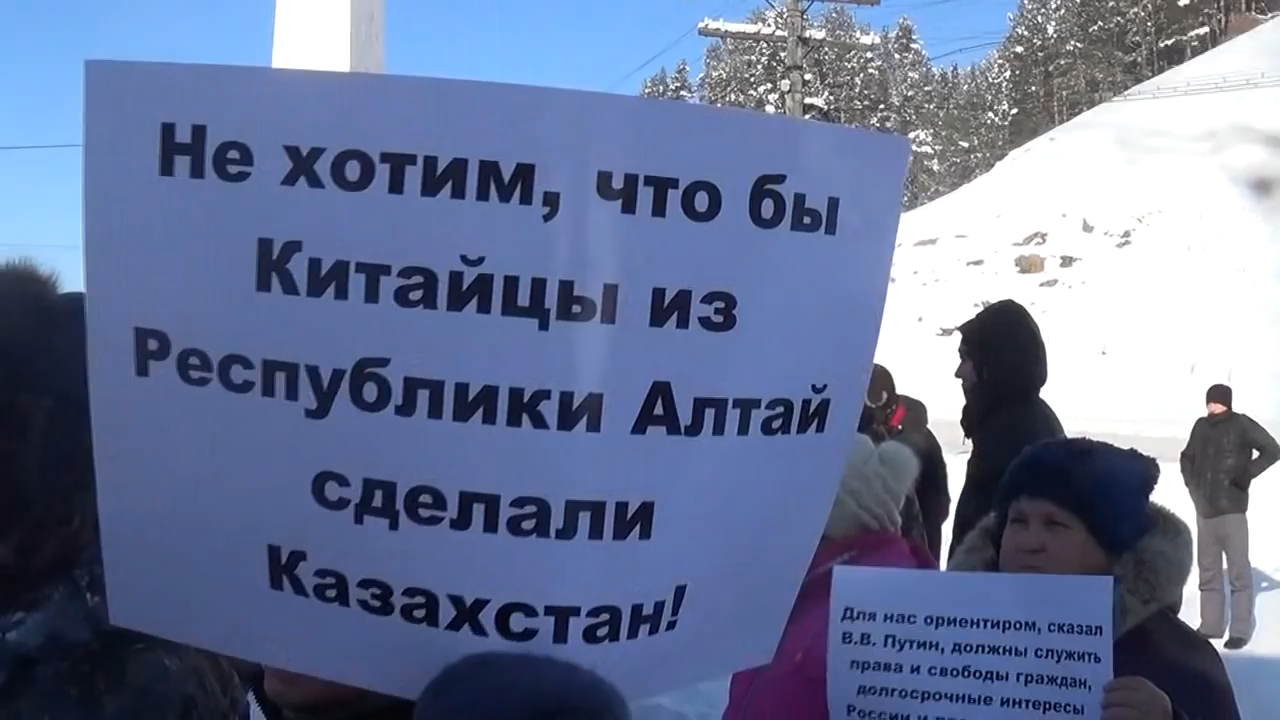 Не хотим, что бы
Китайцы из
Республики Алтай
сделали
Казахстан!
Для нас ориентиром, сказал
В.В. Путин, должны служить
права и свободы граждан,
долгосрочные интересы
России и